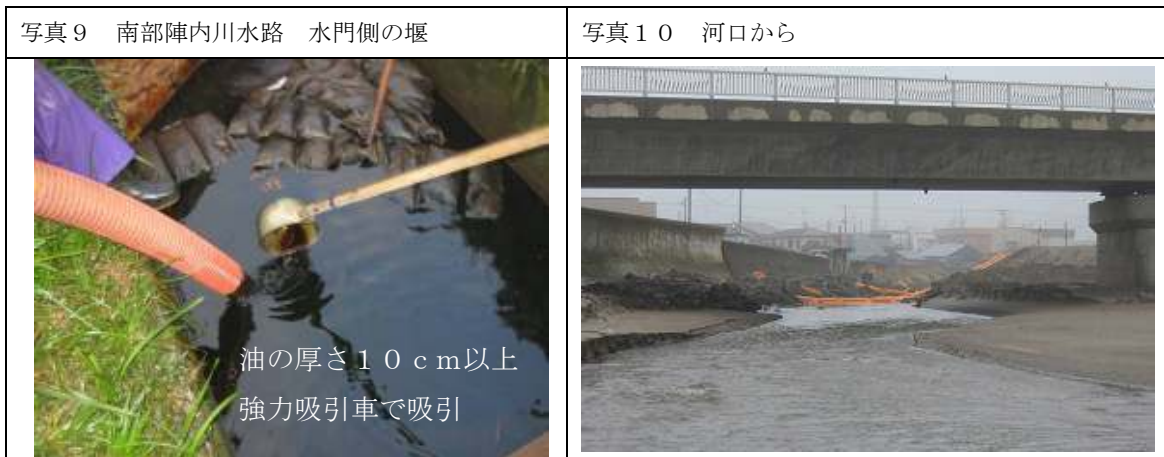 写真９　南部陣内川水路　水門側の堰
写真１０　河口から
油の厚さ１０ｃｍ以上
強力吸引車で吸引